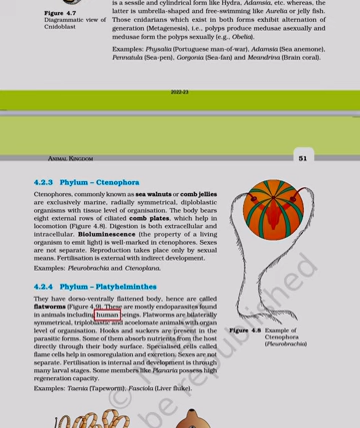 is a sessile and cylindrical form like Hydra, Adamsia, etc. whereas, the
latter is umbrella-shaped and free-swimming like Aurelia or jelly fish.
Those cnidarians which exist in both forms exhibit alternation of
generation (Metagenesis), i.e., polyps produce medusae asexually and
medusae form the polyps sexually (e.g., Obelia).
Examples: Physalia (Portuguese man-of-war), Adamsia (Sea anemone),
Pennatula (Sea-pen), Gorgonia (Sea-fan) and Meandrina (Brain coral).
Figure 4.7
Diagrammatic view of
Cnidoblast
2022-23
ANIMAL KINGDOM
51
4.2.3 Phylum – Ctenophora
Ctenophores, commonly known as sea walnuts or comb jellies
are exclusively marine, radially symmetrical, diploblastic
organisms with tissue level of organisation. The body bears
eight external rows of ciliated comb plates, which help in
locomotion (Figure 4.8). Digestion is both extracellular and
intracellular. Bioluminescence (the property of a living
organism to emit light) is well-marked in ctenophores. Sexes
are not separate. Reproduction takes place only by sexual
means. Fertilisation is external with indirect development.
Examples: Pleurobrachia and Ctenoplana.
4.2.4 Phylum – Platyhelminthes
They have dorso-ventrally flattened body, hence are called
flatworms (Figure 4.9). These are mostly endoparasites found
in animals including human beings. Flatworms are bilaterally
symmetrical, triploblastic and acoelomate animals with organ
level of organisation. Hooks and suckers are present in the
parasitic forms. Some of them absorb nutrients from the host
directly through their body surface. Specialised cells called
flame cells help in osmoregulation and excretion. Sexes are not
separate. Fertilisation is internal and development is through
many larval stages. Some members like Planaria possess high
regeneration capacity.
Examples: Taenia (Tapeworm), Fasciola (Liver fluke).
Figure 4.8 Example of
Ctenophora
(Pleurobrachia)
be republished